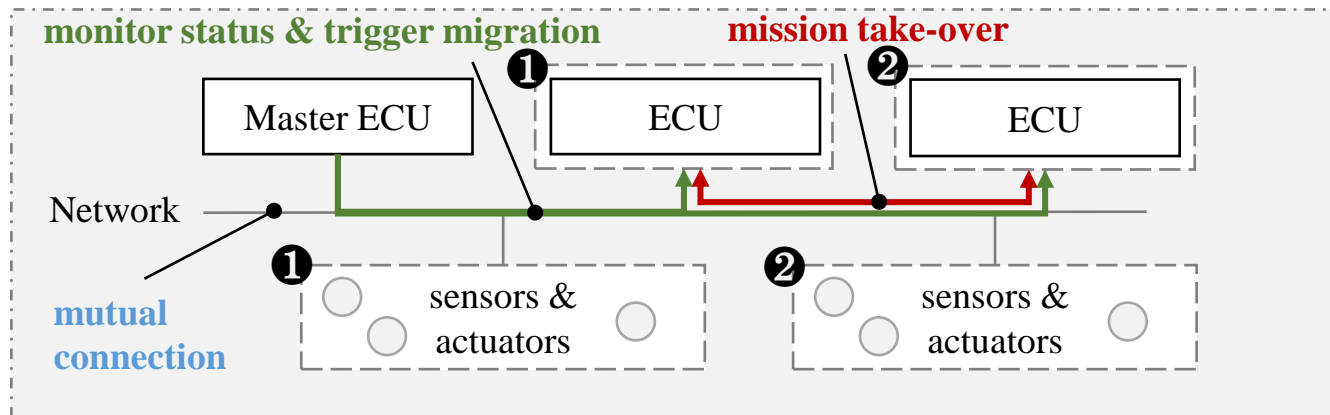 monitor status & trigger migration
mission take-over
❶
❷
Master ECU
ECU
ECU
Network
❶
❷
sensors &
actuators
sensors &
actuators
mutual
connection